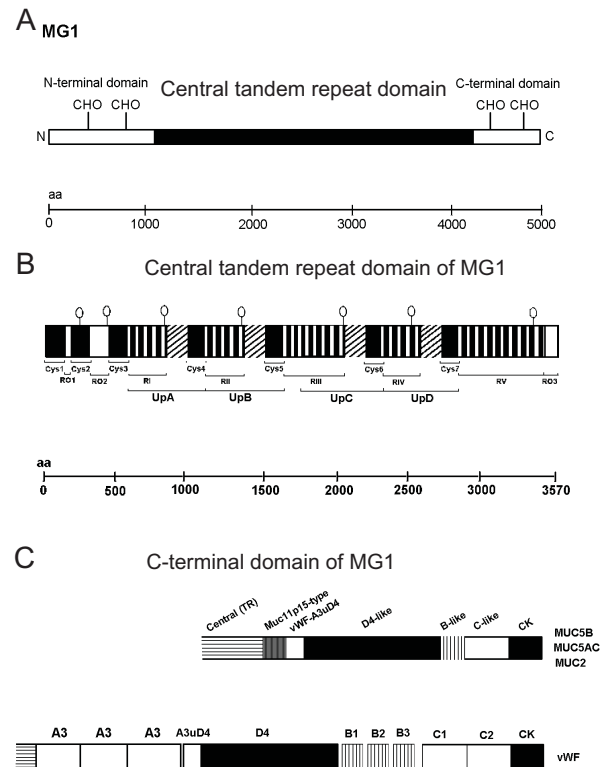 A
MG1
N-terminal domain Central tandem repeat domain C-terminal domain
CHO CHO CHO CHO
N C
aa
0 1000 2000 3000 4000 5000
B
Central tandem repeat domain of MG1
Cys1 Cys2 Cys3 Cys4 Cys5 Cys6 Cys7
RO1 RO2 RI RII RIII RIV RV RO3
UpA UpB UpC UpD
aa
0 500 1000 1500 2000 2500 3000 3570
C
C-terminal domain of MG1
Central (TR) Muc11p15-type vWF-A3uD4 D4-like B-like C-like CK
MUC5B
MUC5AC
MUC2
A3 A3 A3 A3uD4 D4 B1 B2 B3 C1 C2 CK
vWF